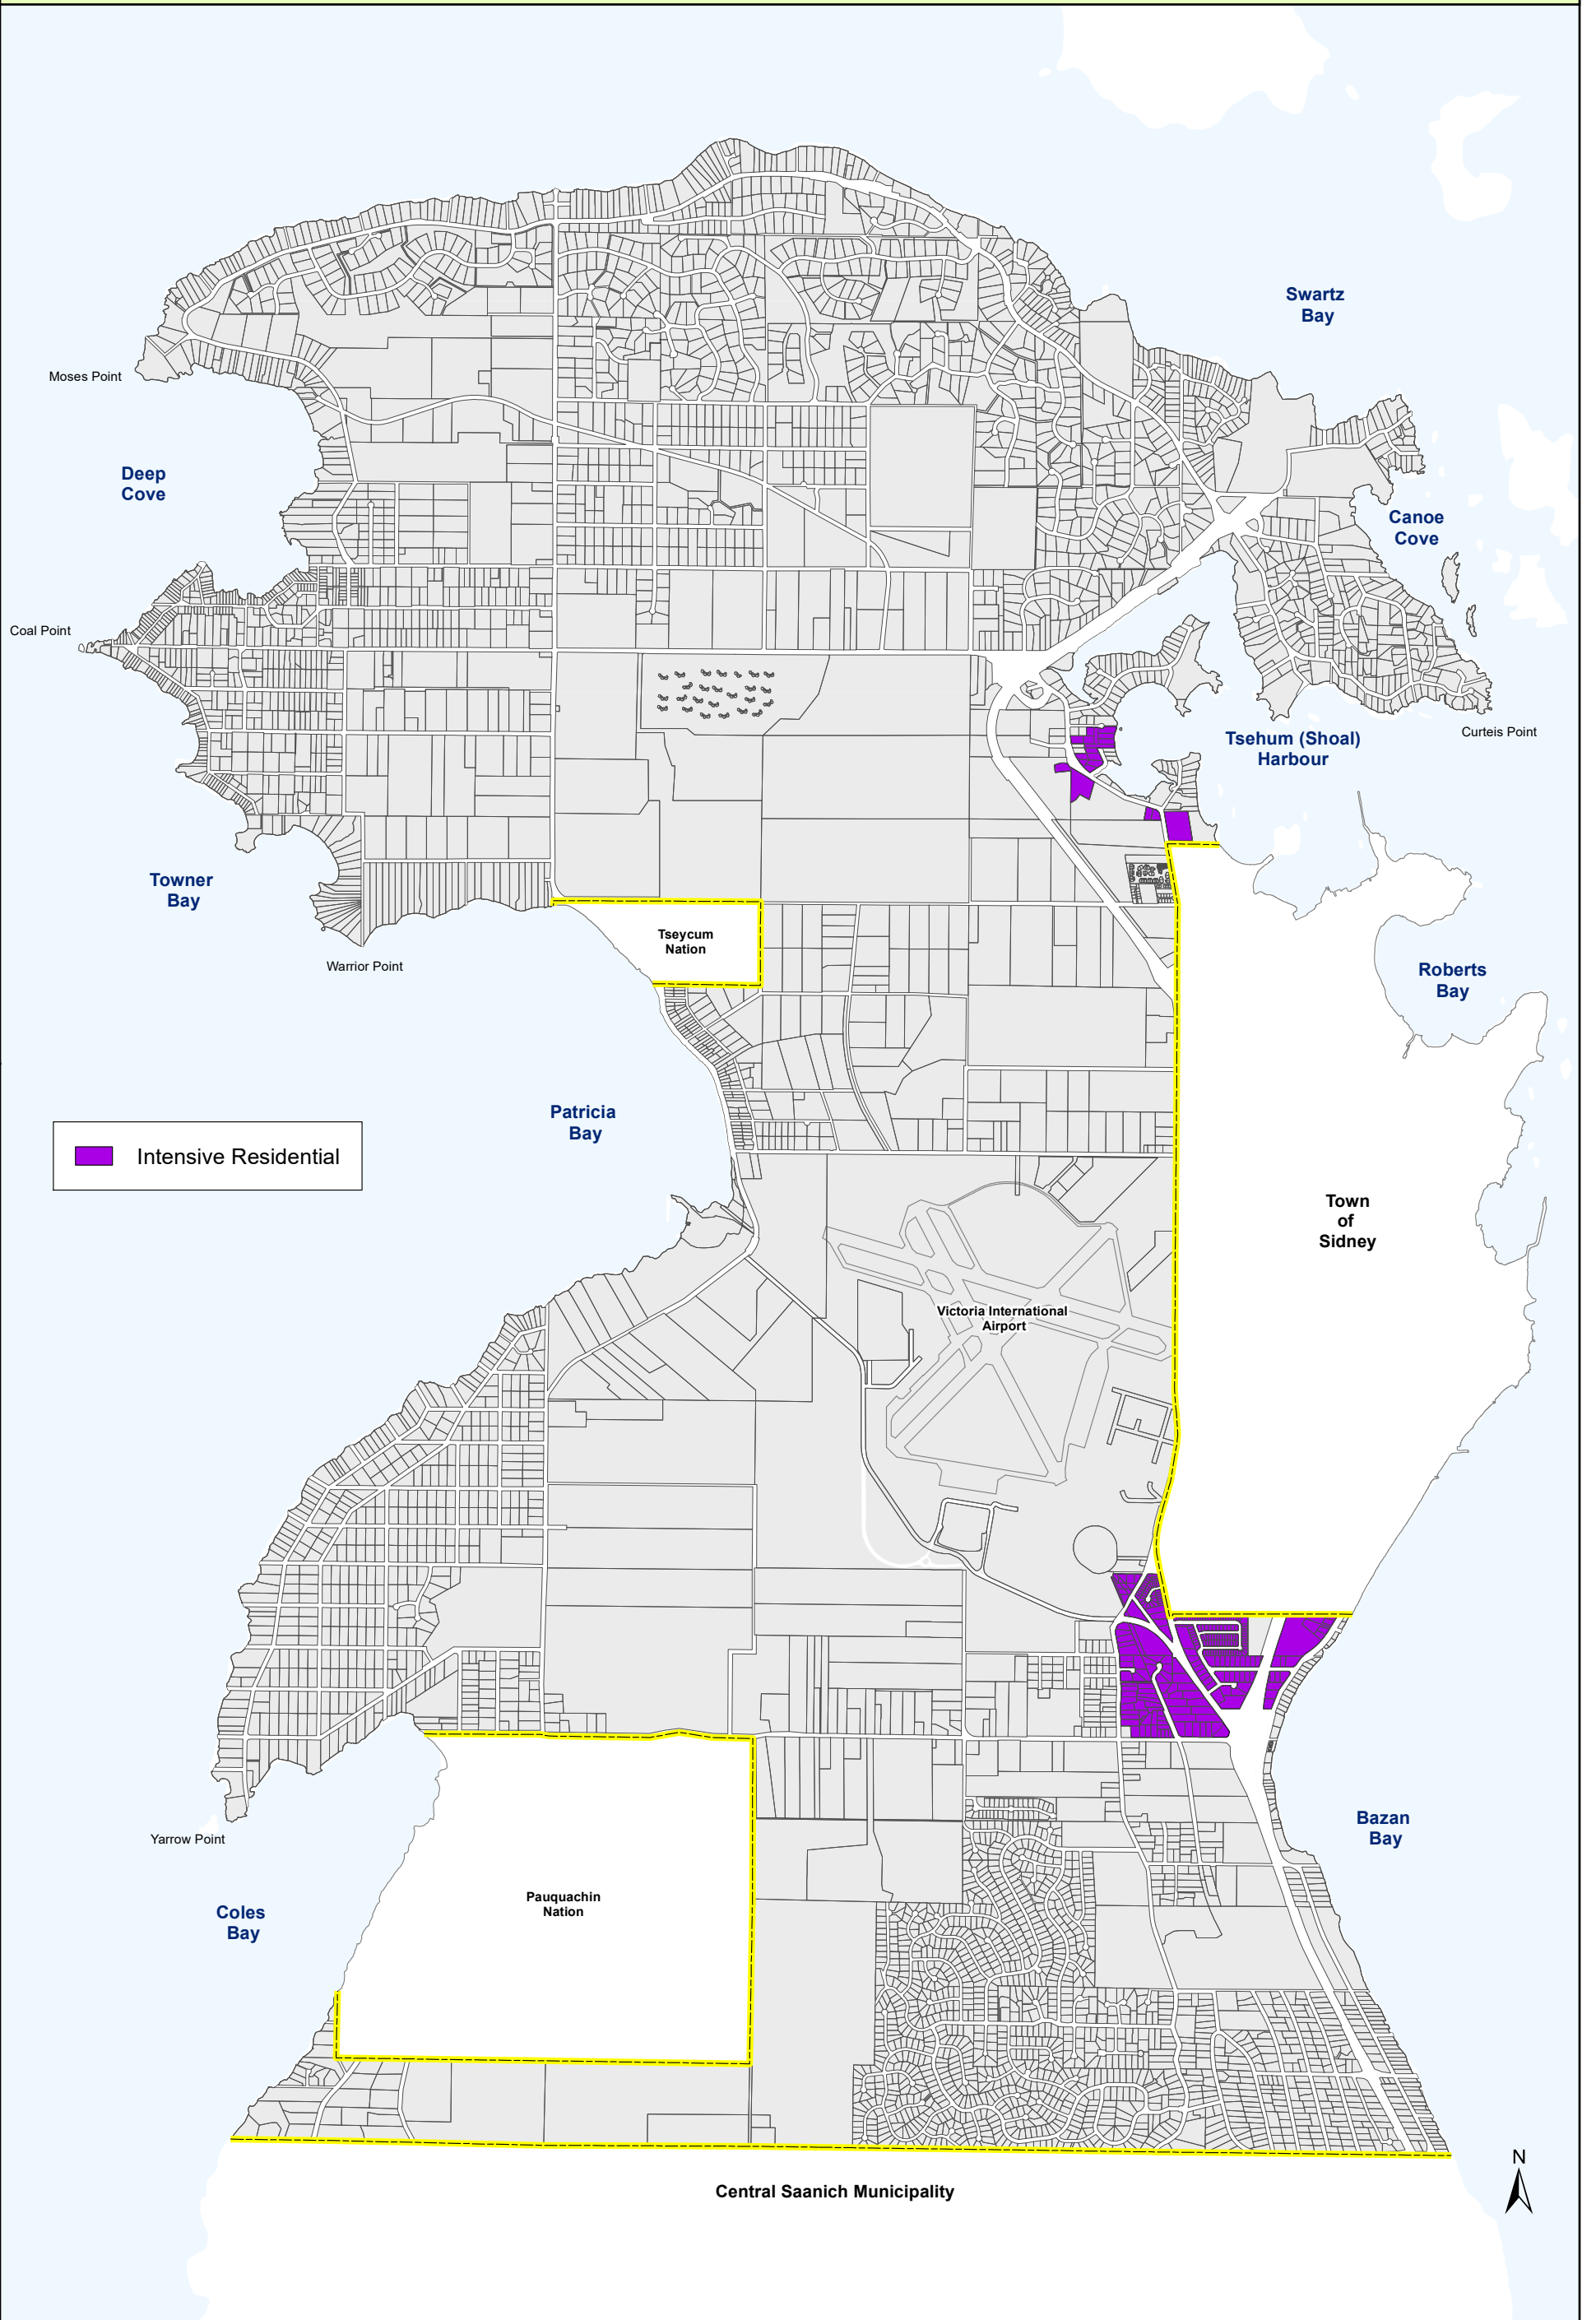 Swartz
Bay
Moses Point
Deep
Cove
Canoe
Cove
Coal Point
Tsehum (Shoal)
Harbour
Curteis Point
Towner
Bay
Tseycum
Nation
Warrior Point
Roberts
Bay
Patricia
Bay
Intensive Residential
Town
of
Sidney
Victoria International
Airport
Yarrow Point
Bazan
Bay
Pauquachin
Nation
Coles
Bay
N
Central Saanich Municipality